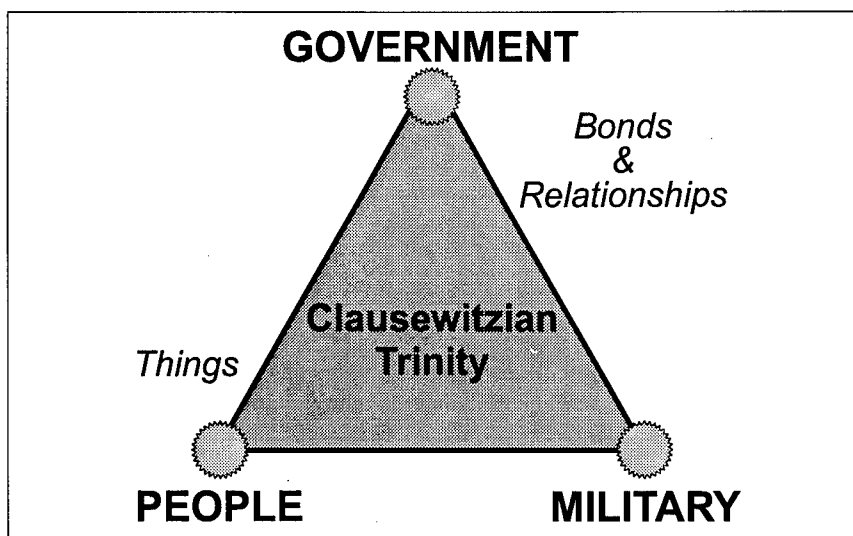 GOVERNMENT
Bonds
&
Relationships
Clausewitzian
Trinity
Things
PEOPLE
MILITARY